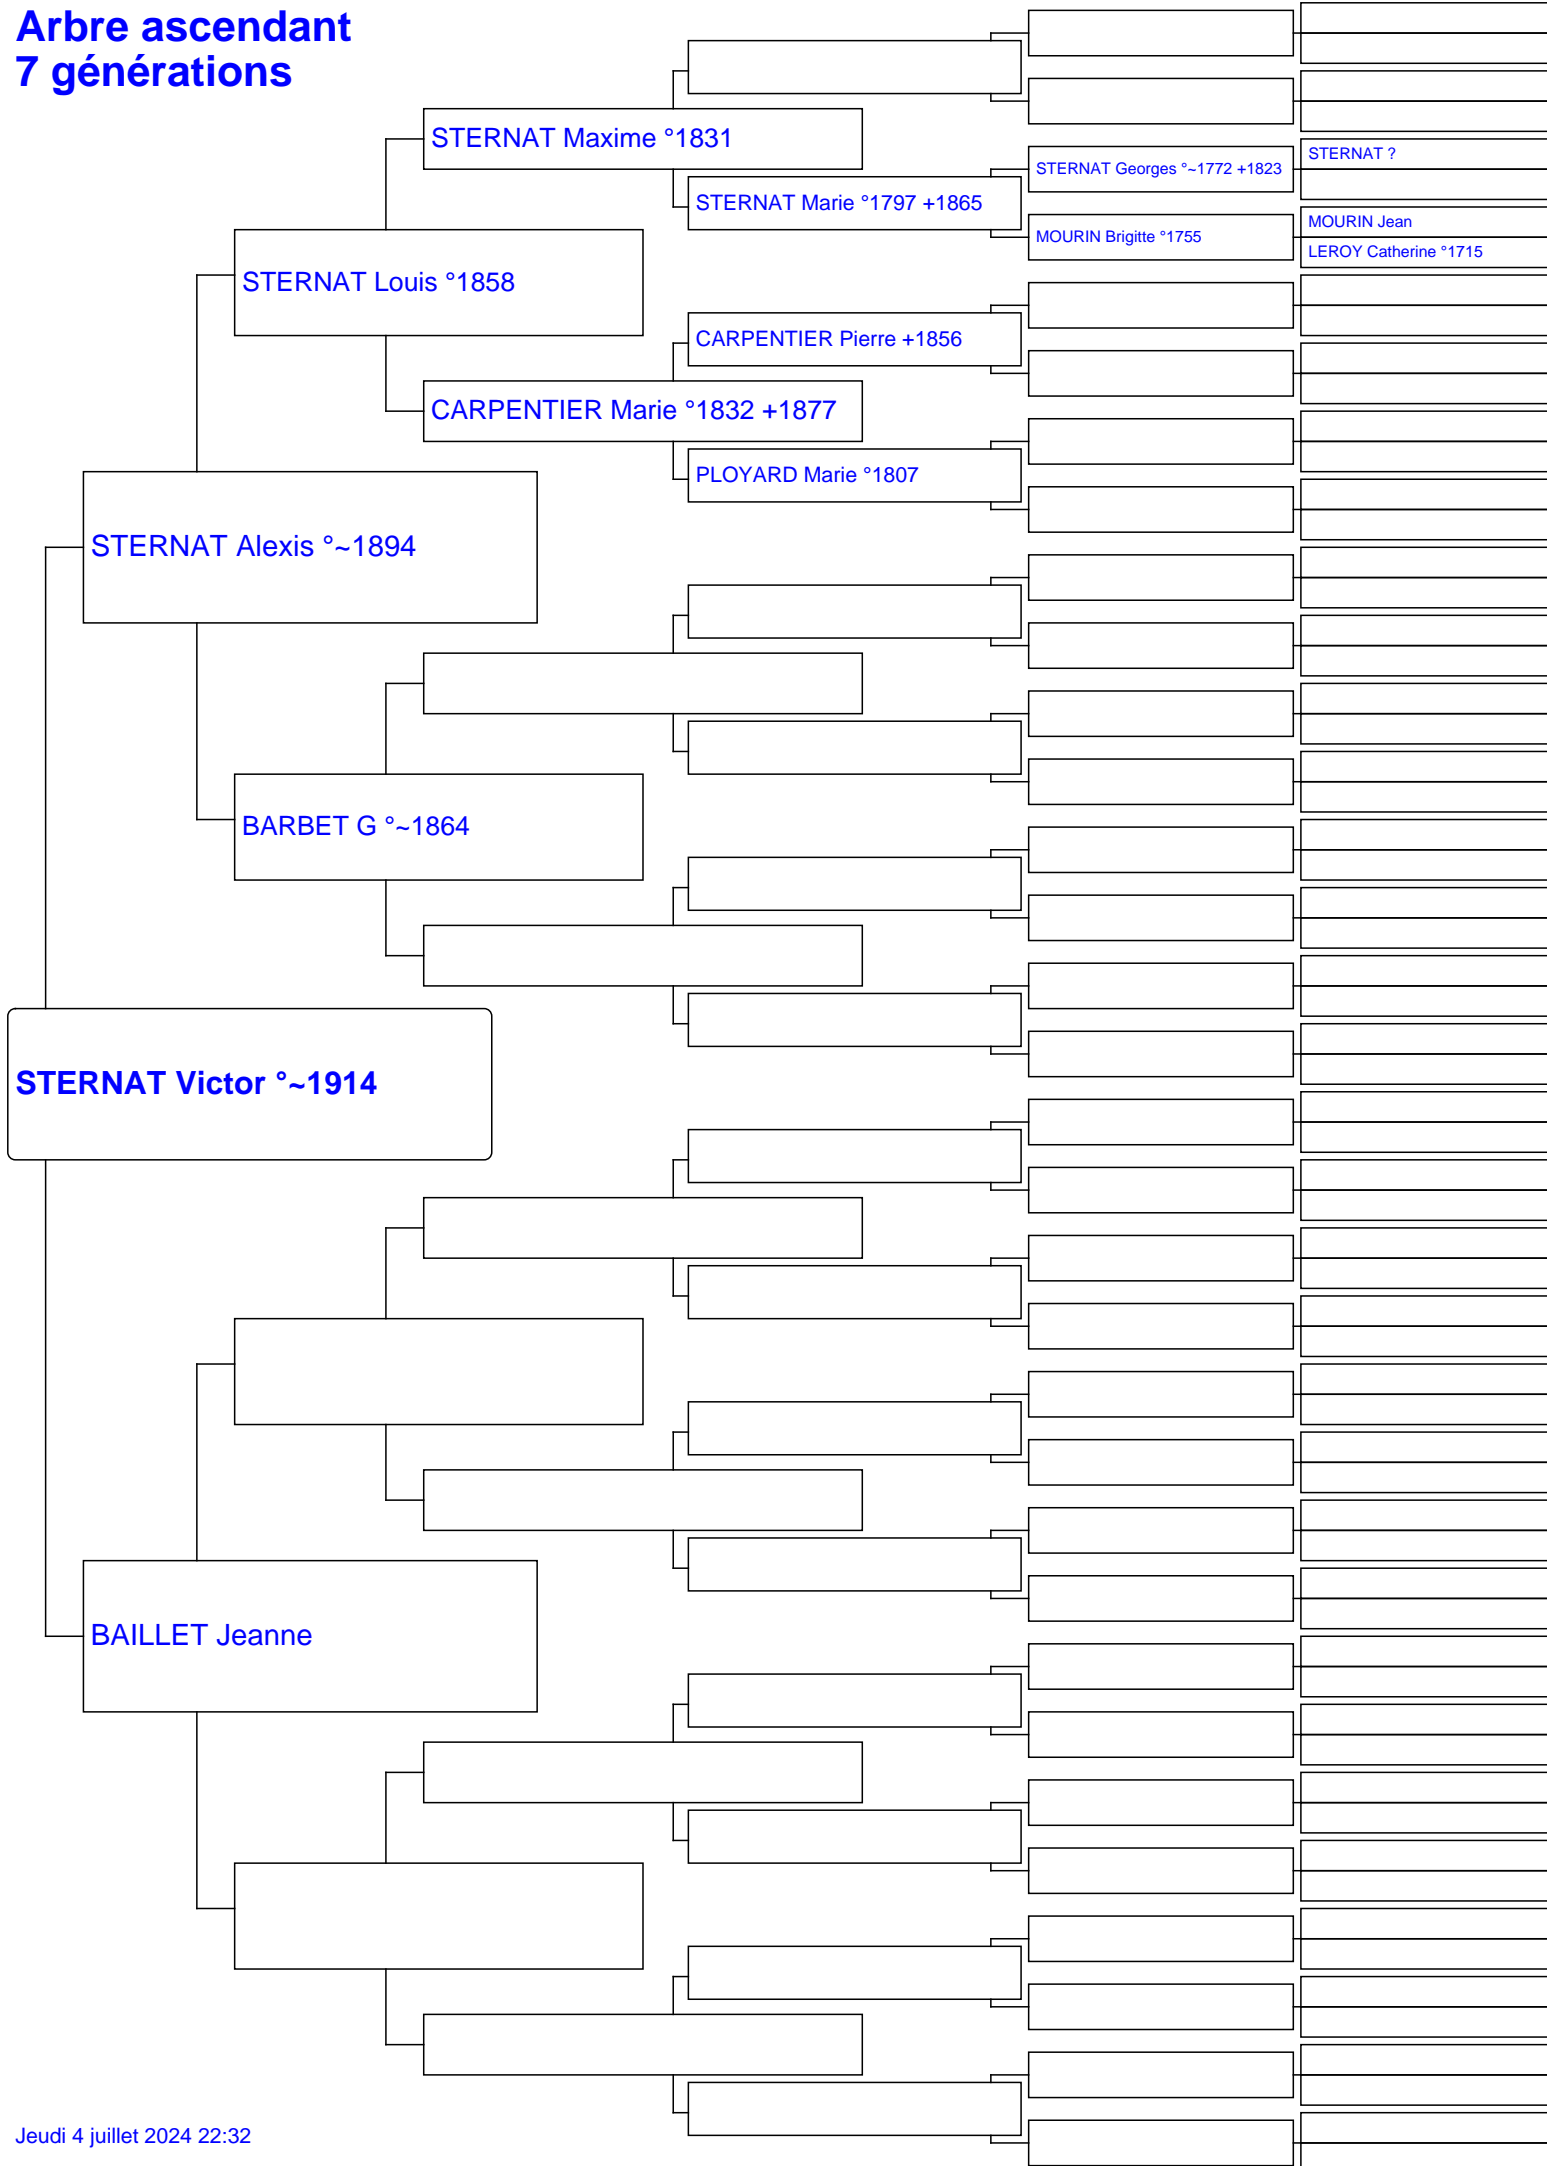 Arbre ascendant
7 générations
STERNAT Maxime °1831
STERNAT ?
STERNAT Georges °~1772 +1823
STERNAT Marie °1797 +1865
MOURIN Jean
MOURIN Brigitte °1755
LEROY Catherine °1715
STERNAT Louis °1858
CARPENTIER Pierre +1856
CARPENTIER Marie °1832 +1877
PLOYARD Marie °1807
STERNAT Alexis °~1894
BARBET G °~1864
STERNAT Victor °~1914
BAILLET Jeanne
Jeudi 4 juillet 2024 22:32